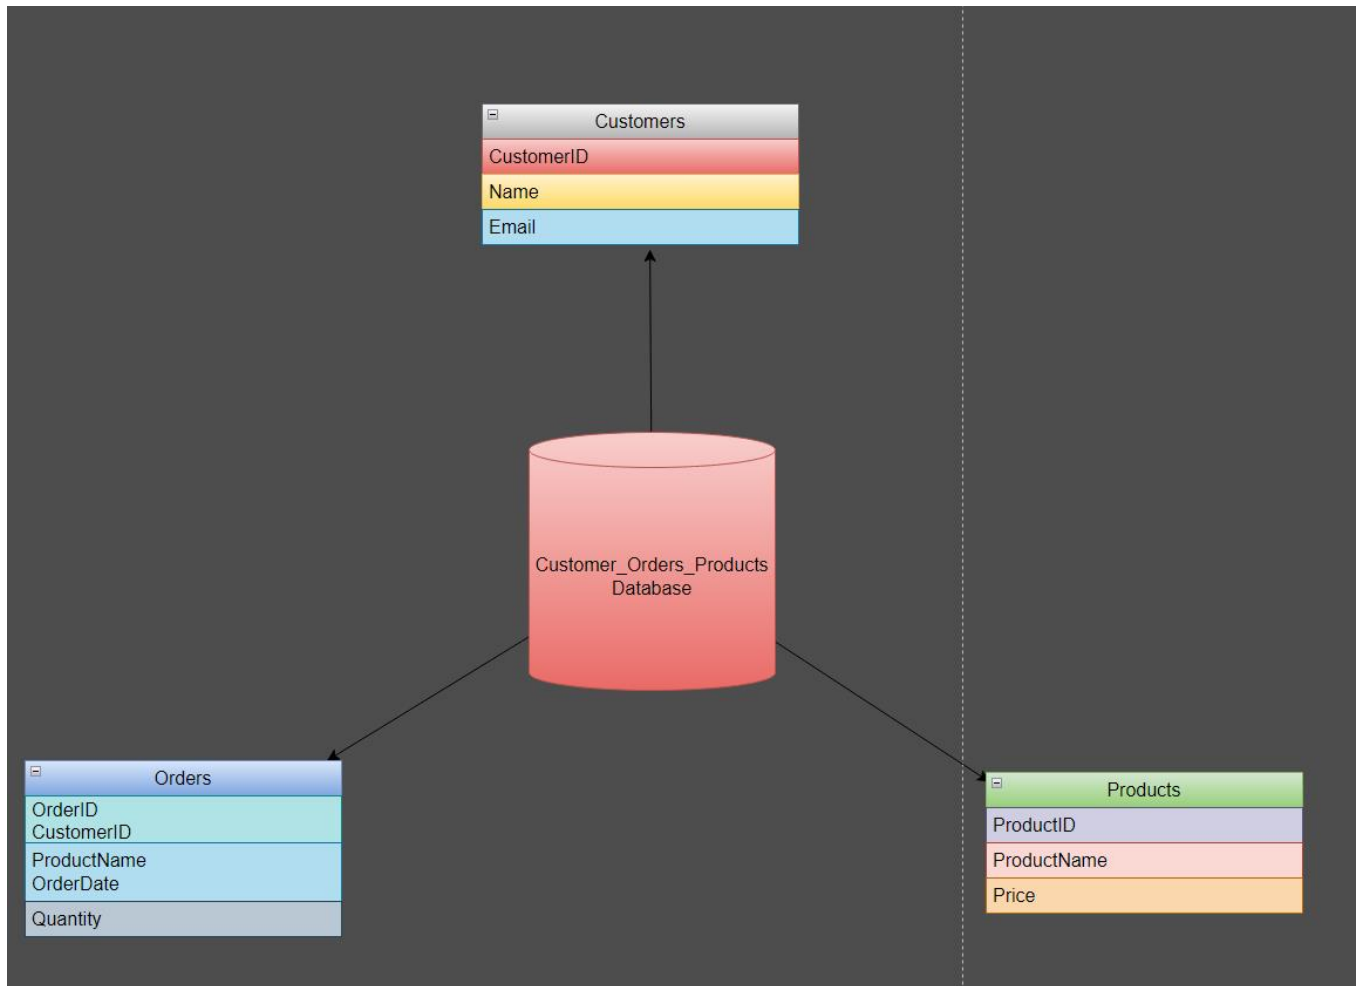 Customers
CustomerID
Name
Email
Customer_Orders_Products
Database
Orders
OrderID
CustomerID
ProductName
OrderDate
Quantity
Products
ProductID
ProductName
Price